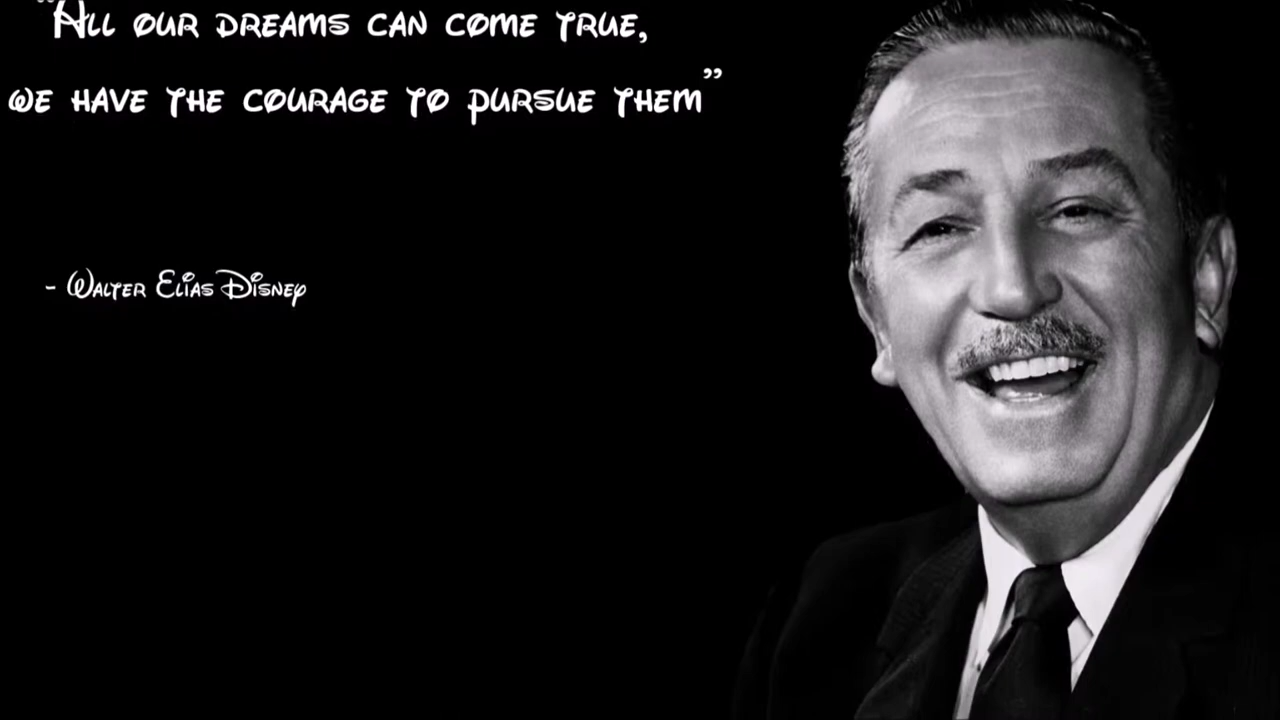 "All our dreams can come true,
we have the courage to pursue them"
- Walter Elias Disney